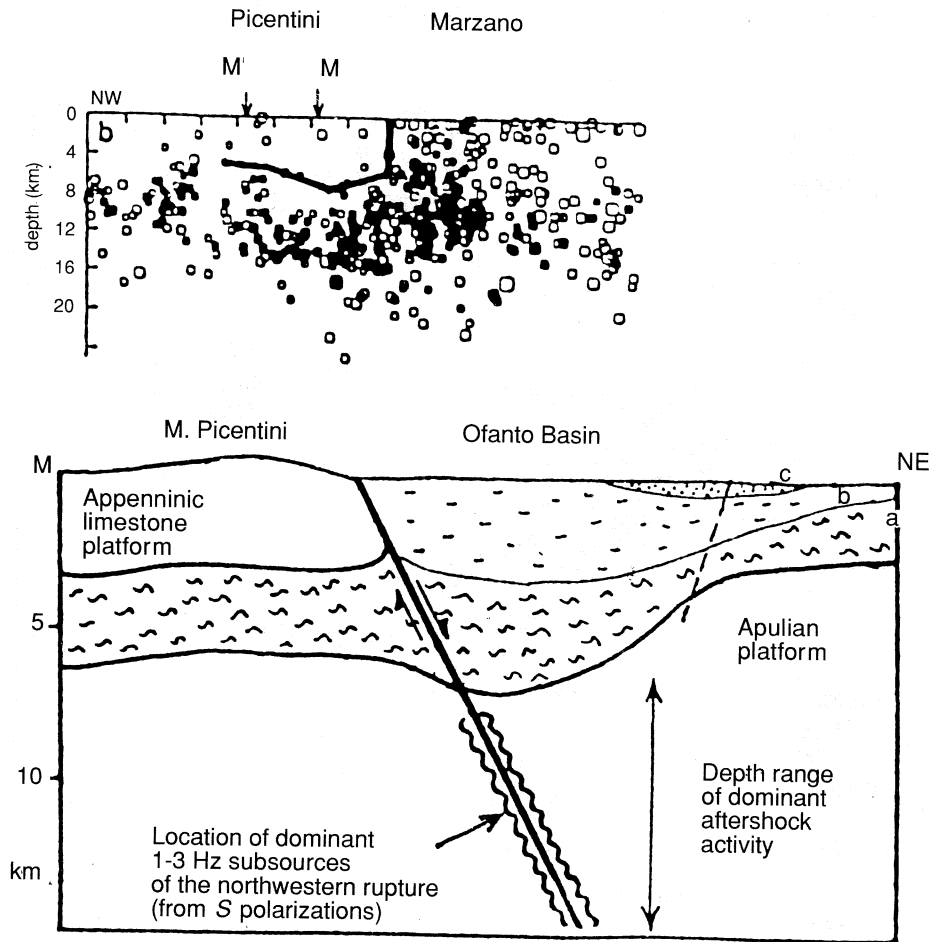 Picentini Marzano
M' M
NW
0
b
4
8
12
16
20
depth (km)
M. Picentini Ofanto Basin
M NE
c
b
a
Appenninic
limestone
platform
5
Apulian
platform
10
Depth range
of dominant
aftershock
activity
Location of dominant
1-3 Hz subsources
of the northwestern rupture
(from S polarizations)
km